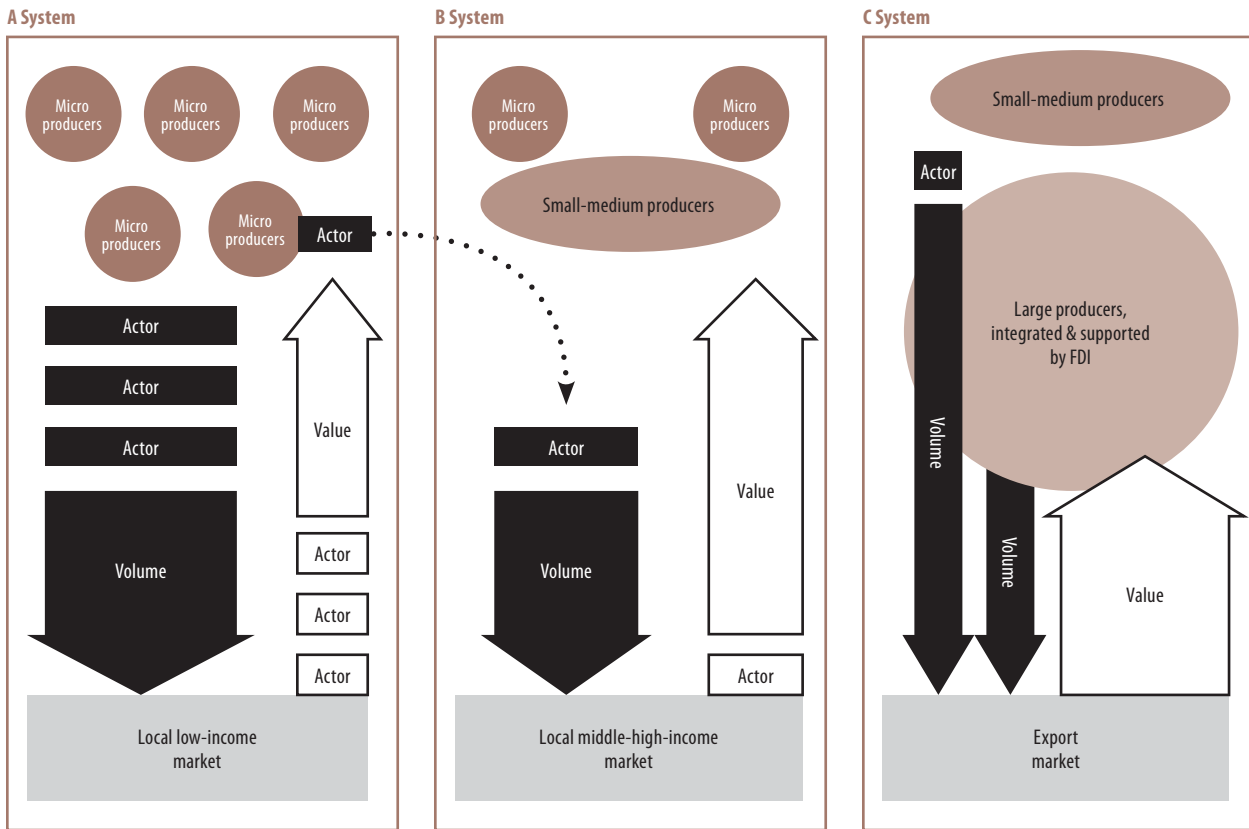 A System
Micro
producers
Micro
producers
Micro
producers
Micro
producers
Micro
producers
Actor
Actor
Actor
Actor
Value
Volume
Actor
Actor
Actor
Local low-income
market
B System
Micro
producers
Micro
producers
Small-medium producers
Actor
Volume
Value
Actor
Local middle-high-income
market
C System
Small-medium producers
Actor
Large producers,
integrated & supported
by FDI
Volume
Volume
Value
Export
market